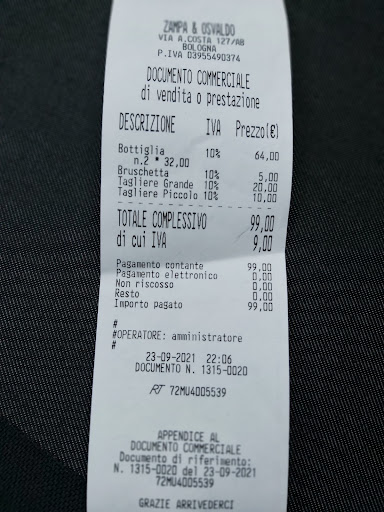 ZAMPA & OSVALDO
VIA A.COSTA 127/AB
BOLOGNA
P.IVA 03955490374
DOCUMENTO COMMERCIALE
di vendita o prestazione
DESCRIZIONE IVA Prezzo(€)
Bottiglia 10% 64,00
n.2 * 32,00
Bruschetta 10% 5,00
Tagliere Grande 10% 20,00
Tagliere Piccolo 10% 10,00
TOTALE COMPLESSIVO 99,00
di cui IVA 9,00
Pagamento contante 99,00
Pagamento elettronico 0,00
Non riscosso 0,00
Resto 0,00
Importo pagato 99,00
#
#OPERATORE: amministratore
#
23-09-2021 22:06
DOCUMENTO N. 1315-0020
RT 72MU4005539
APPENDICE AL
DOCUMENTO COMMERCIALE
Documento di riferimento:
N. 1315-0020 del 23-09-2021
72MU4005539
GRAZIE ARRIVEDERCI